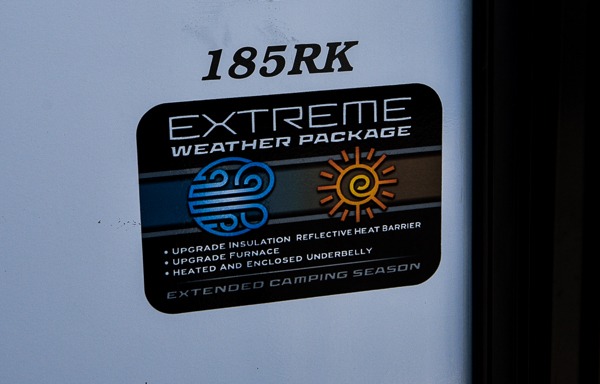 185RK
EXTREME
WEATHER PACKAGE
• UPGRADE INSULATION REFLECTIVE HEAT BARRIER
• UPGRADE FURNACE
• HEATED AND ENCLOSED UNDERBELLY
EXTENDED CAMPING SEASON